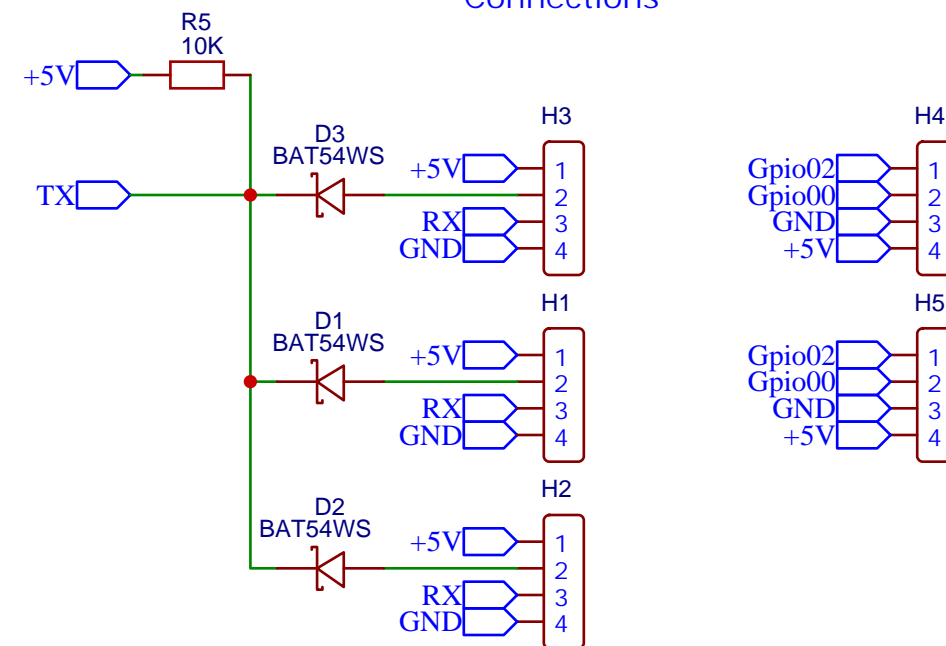 Connections
R5
10K
+5V
TX
D3
BAT54WS
H3
+5V
RX
GND
1
2
3
4
D1
BAT54WS
H1
+5V
RX
GND
1
2
3
4
D2
BAT54WS
H2
+5V
RX
GND
1
2
3
4
H4
Gpio02
Gpio00
GND
+5V
1
2
3
4
H5
Gpio02
Gpio00
GND
+5V
1
2
3
4